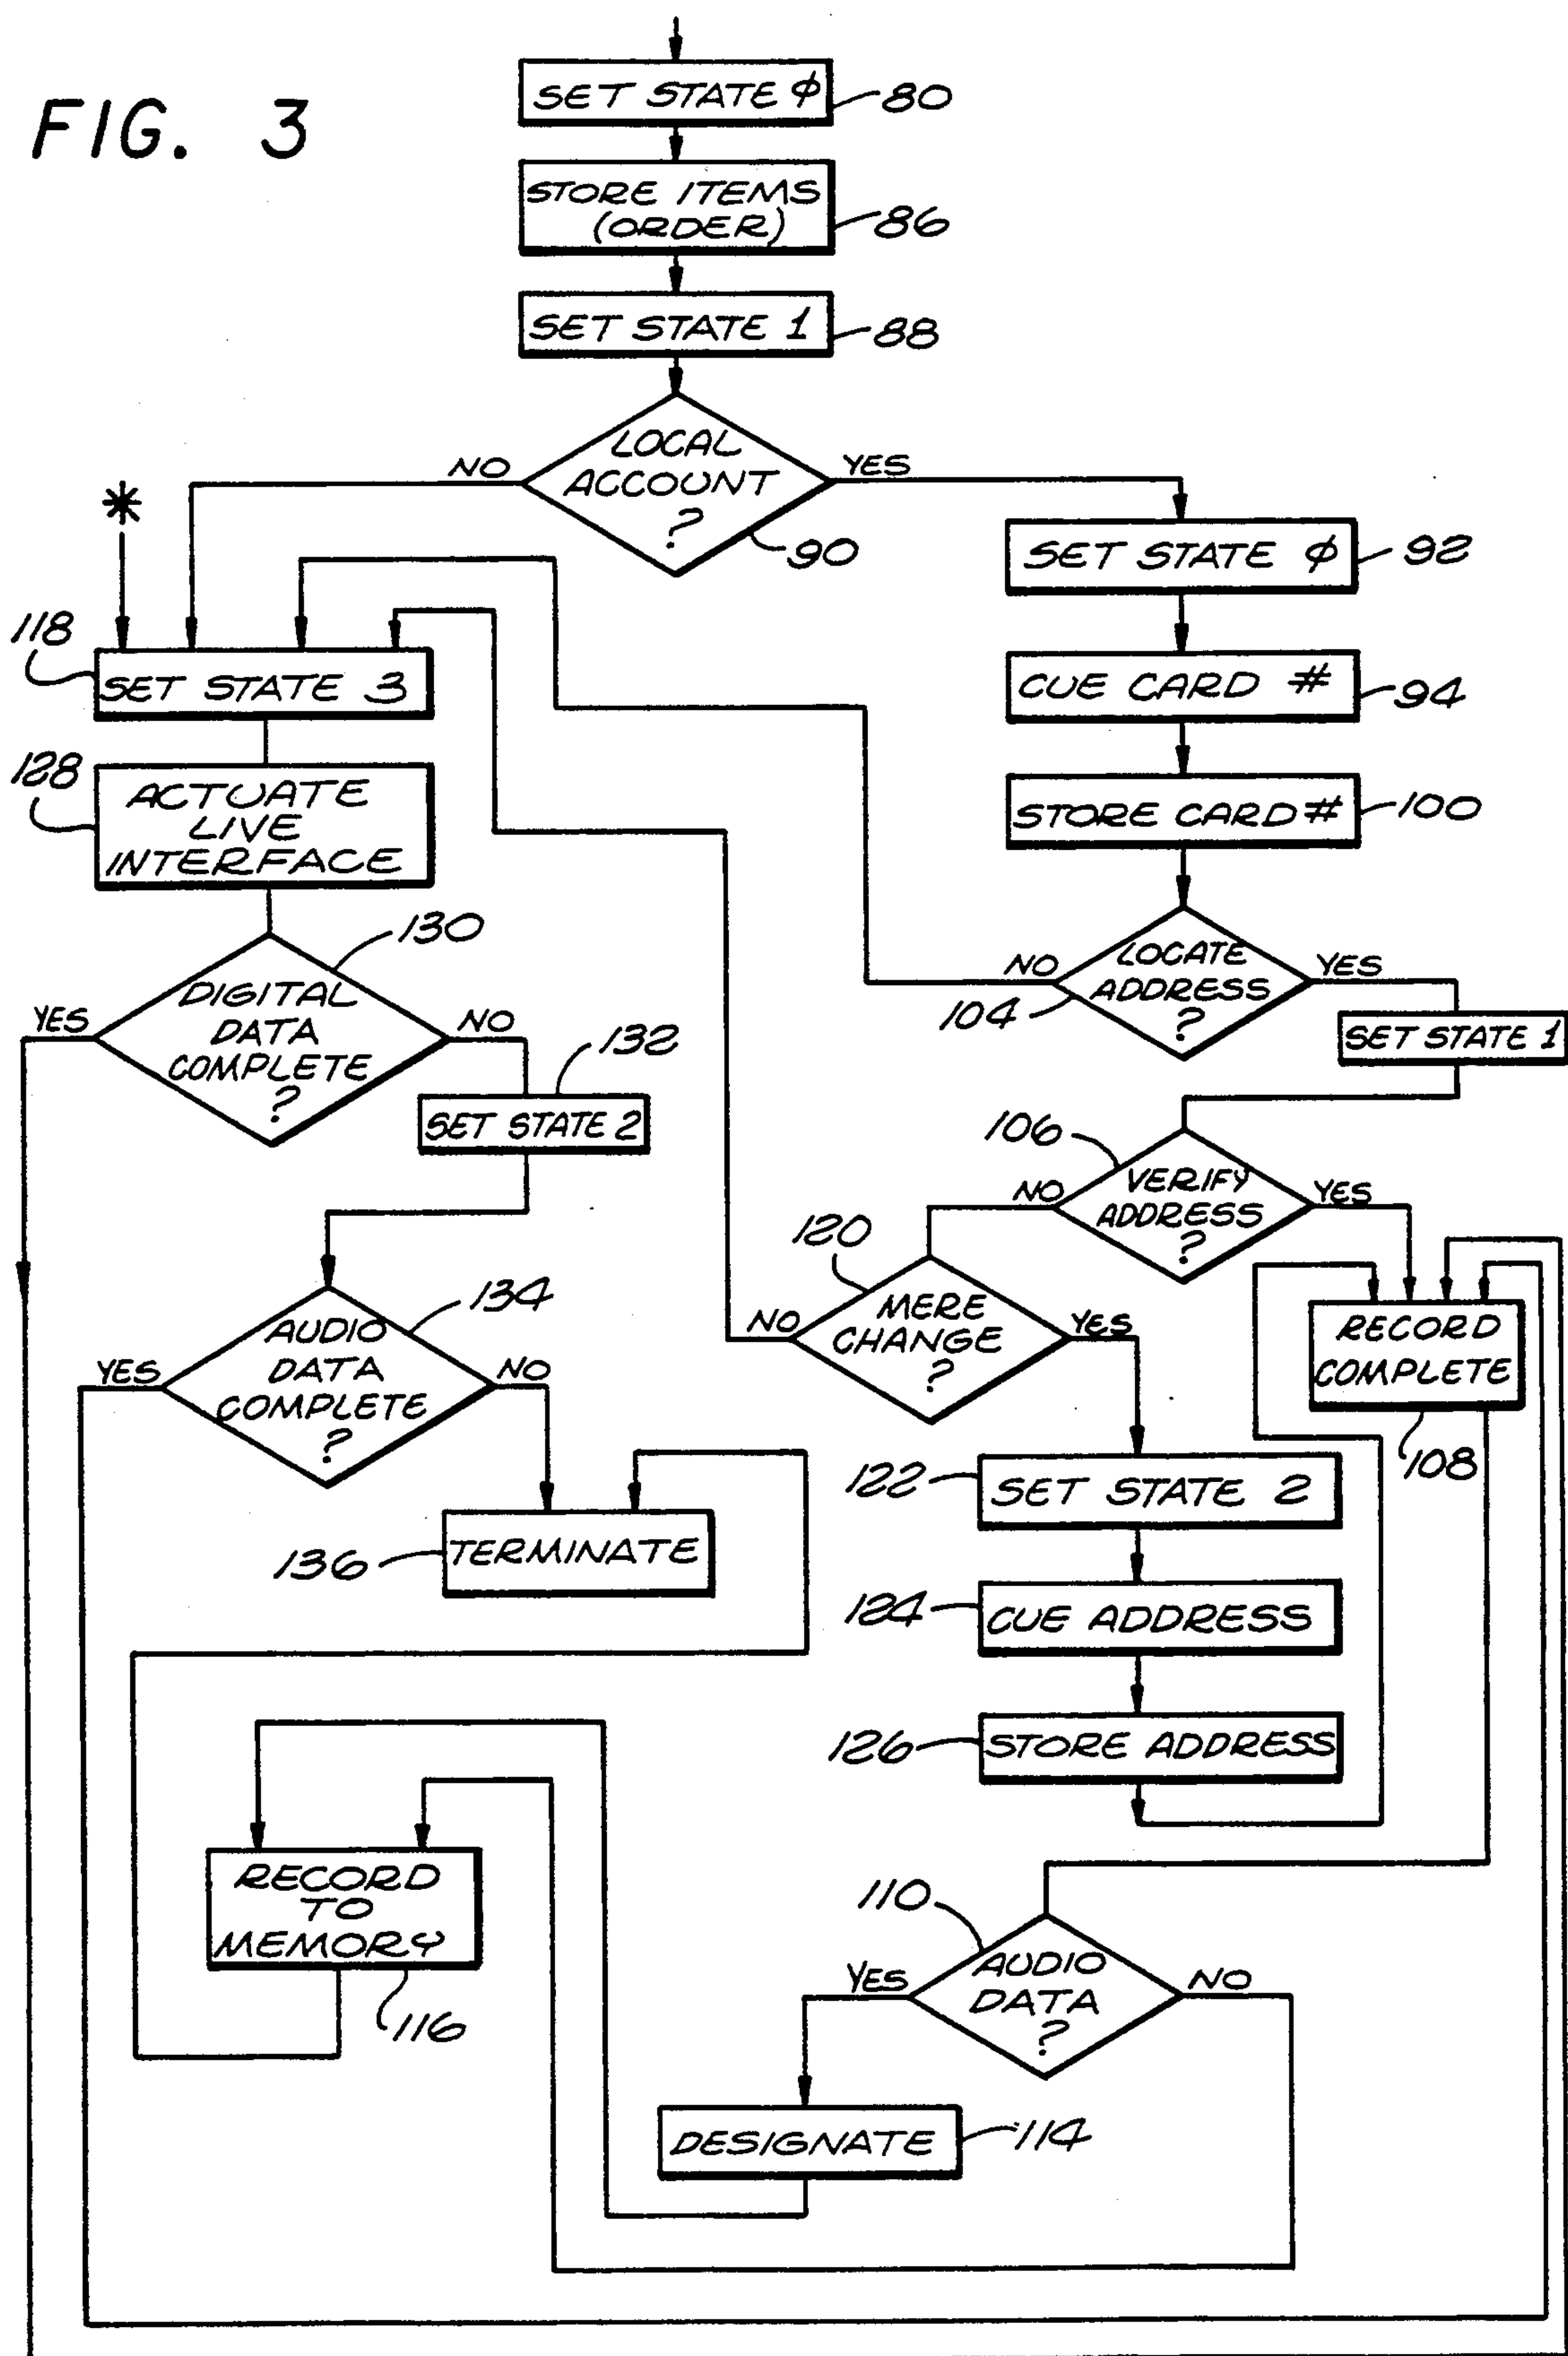 FIG. 3
SET STATE ϕ
80
STORE ITEMS
(ORDER)
86
SET STATE 1
88
LOCAL
ACCOUNT
?
NO
YES
90
*
SET STATE ϕ
92
118
SET STATE 3
CUE CARD #
94
128
ACTUATE
LIVE
INTERFACE
STORE CARD #
100
130
DIGITAL
DATA
COMPLETE
?
YES
NO
LOCATE
ADDRESS
?
NO
YES
104
SET STATE 1
132
SET STATE 2
106
VERIFY
ADDRESS
?
NO
YES
120
MERE
CHANGE
?
NO
YES
RECORD
COMPLETE
108
134
AUDIO
DATA
COMPLETE
?
YES
NO
122
SET STATE 2
136
TERMINATE
124
CUE ADDRESS
126
STORE ADDRESS
RECORD
TO
MEMORY
116
110
AUDIO
DATA
?
YES
NO
DESIGNATE
114